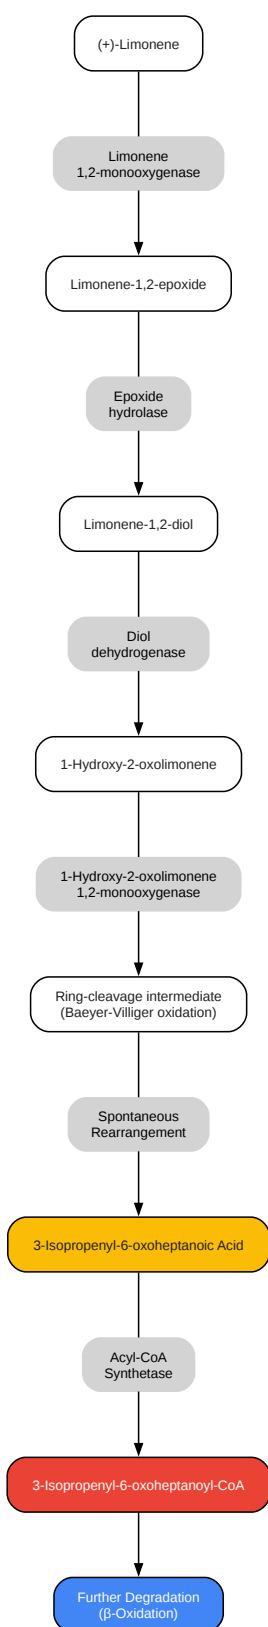 (+)-Limonene
Limonene
1,2-monooxygenase
Limonene-1,2-epoxide
Epoxide
hydrolase
Limonene-1,2-diol
Diol
dehydrogenase
1-Hydroxy-2-oxolimonene
1-Hydroxy-2-oxolimonene
1,2-monooxygenase
Ring-cleavage intermediate
(Baeyer-Villiger oxidation)
Spontaneous
Rearrangement
3-Isopropenyl-6-oxoheptanoic Acid
Acyl-CoA
Synthetase
3-Isopropenyl-6-oxoheptanoyl-CoA
Further Degradation
(β-Oxidation)